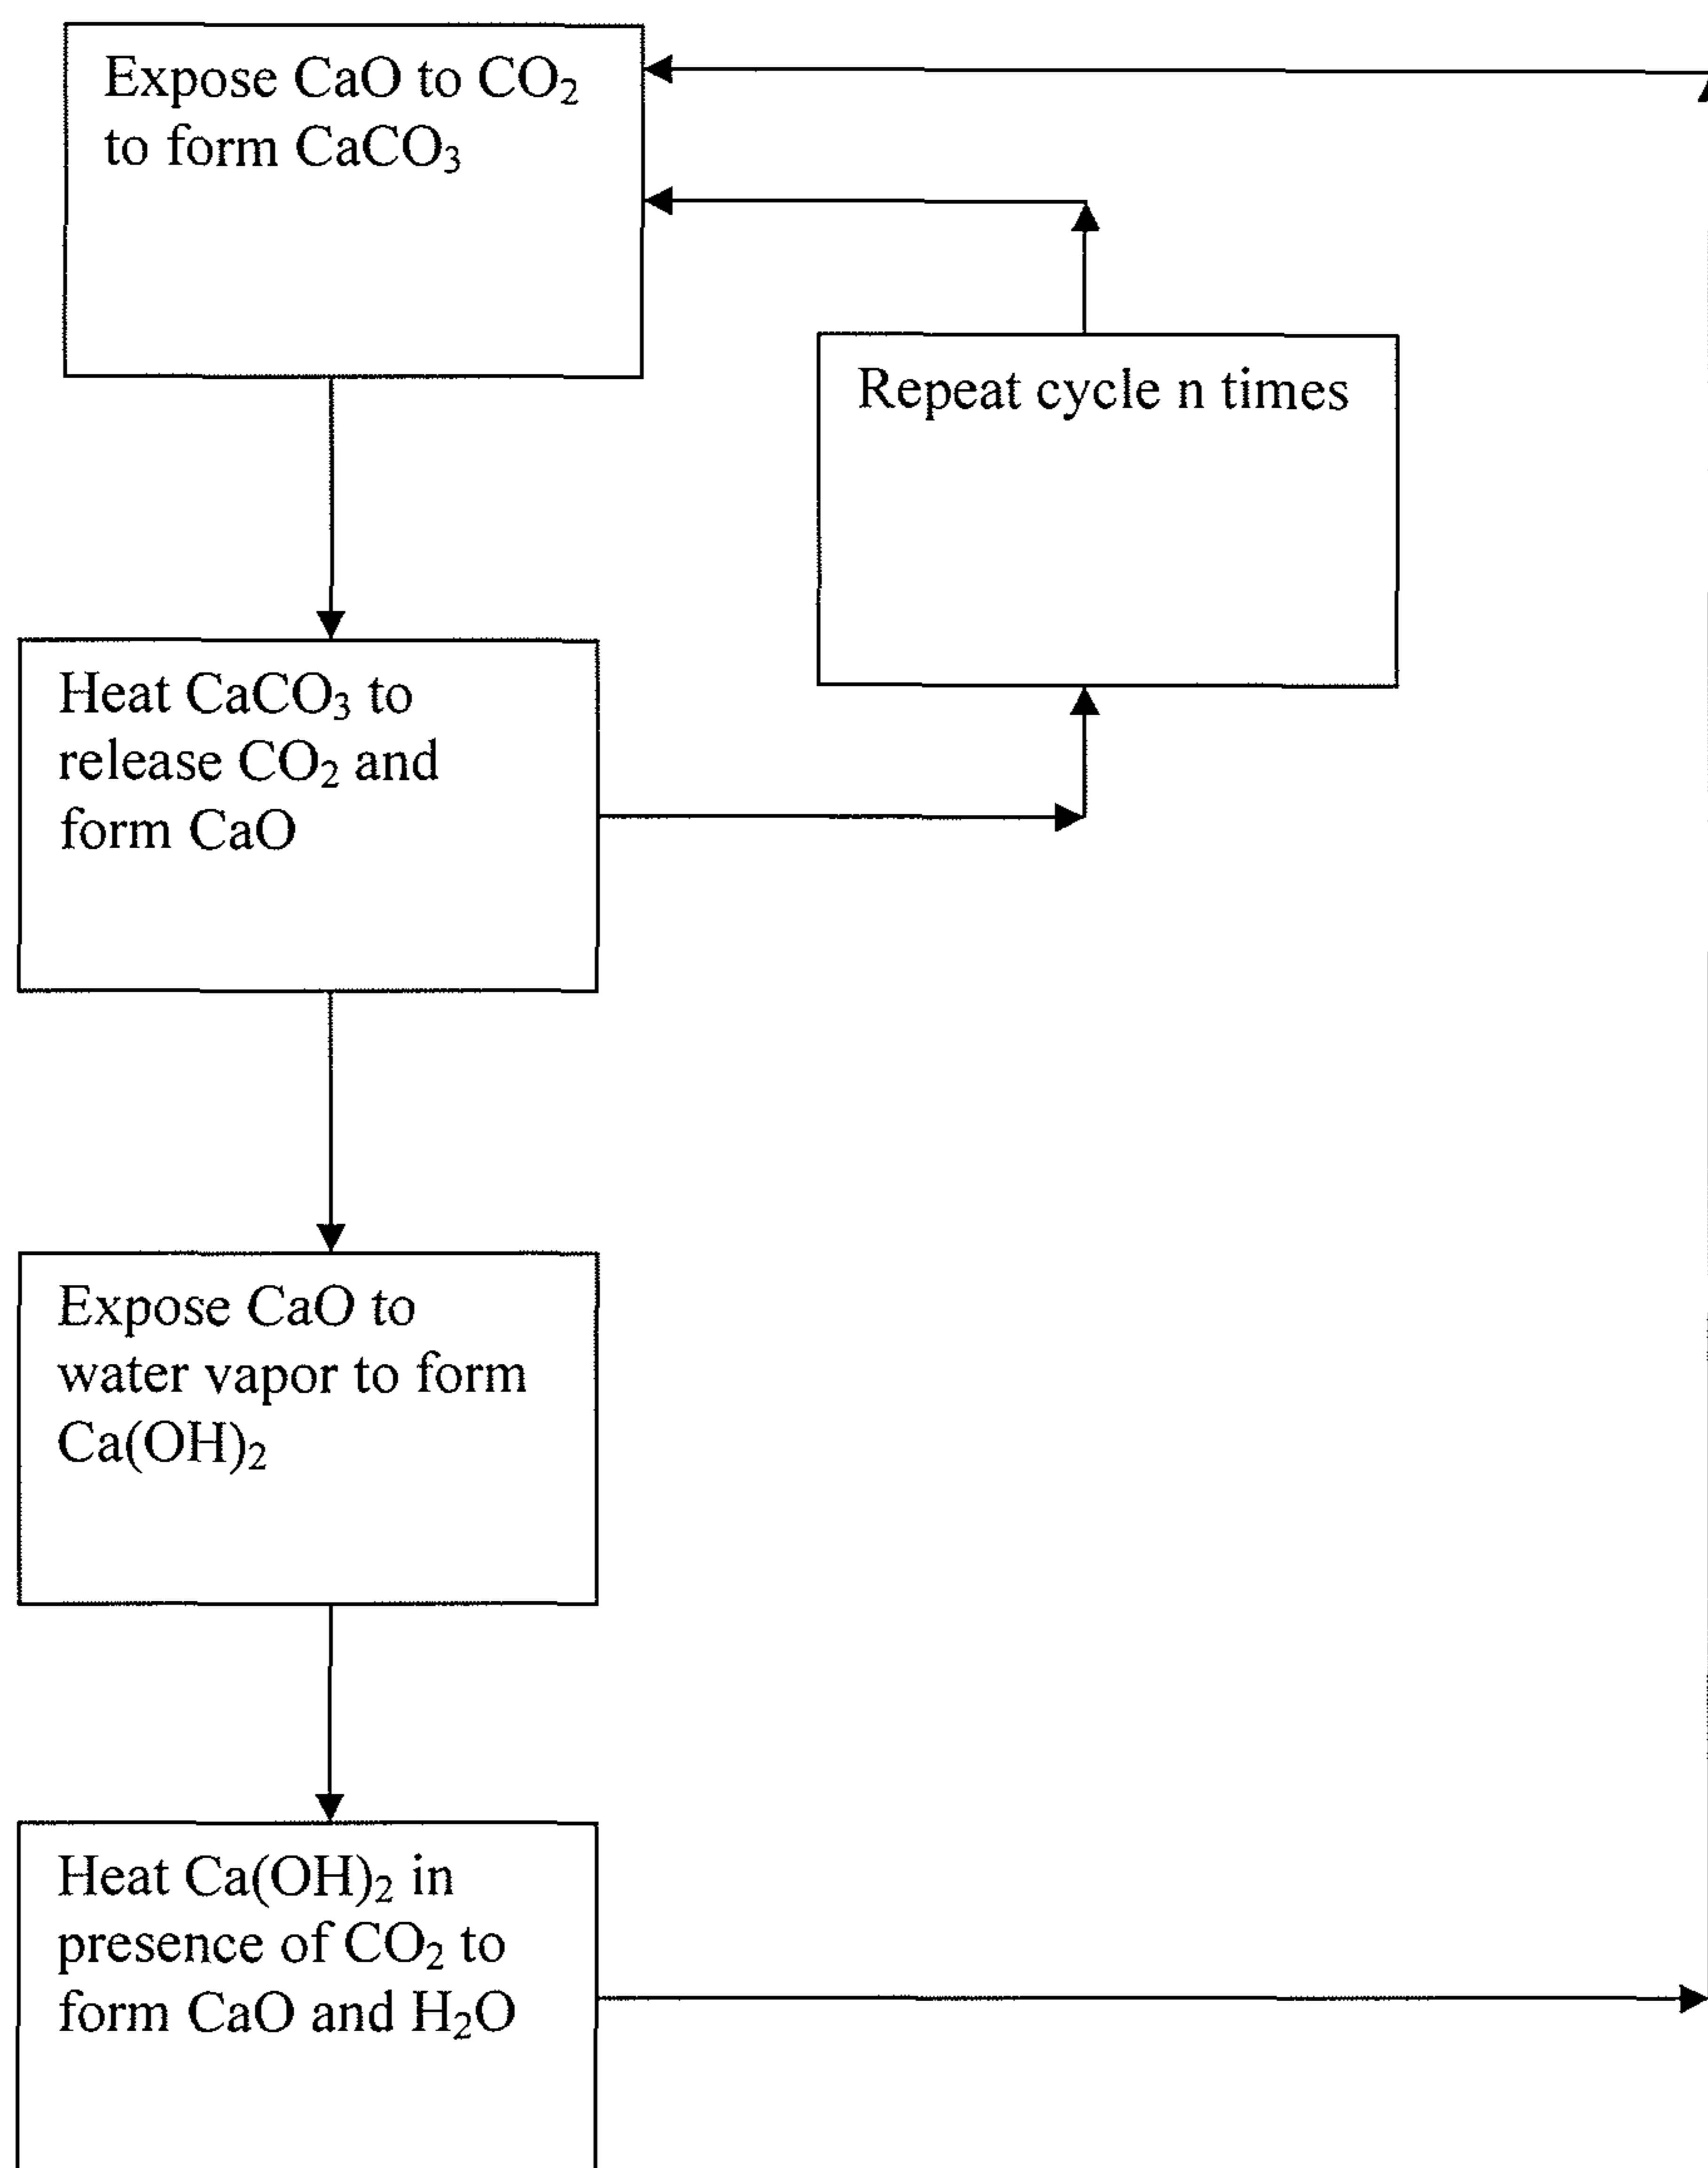 Expose CaO to CO₂
to form CaCO₃
Repeat cycle n times
Heat CaCO₃ to
release CO₂ and
form CaO
Expose CaO to
water vapor to form
Ca(OH)₂
Heat Ca(OH)₂ in
presence of CO₂ to
form CaO and H₂O